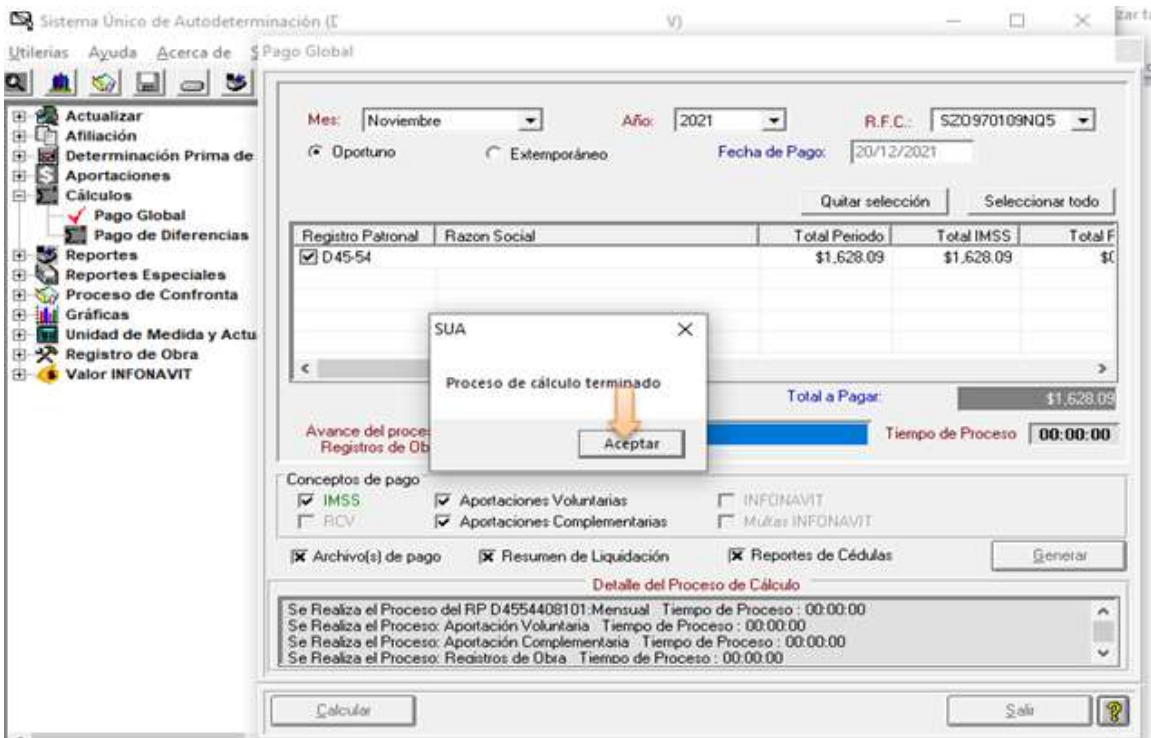 Sistema Único de Autodeterminación (D V)
Utilerias Ayuda Acerca de S
Actualizar
Afiliación
Determinación Prima de
Aportaciones
Cálculos
Pago Global
Pago de Diferencias
Reportes
Reportes Especiales
Proceso de Confronta
Gráficas
Unidad de Medida y Actu
Registro de Obra
Valor INFONAVIT
Pago Global
Mes: Noviembre Año: 2021 R.F.C.: SZO970109NQ5
Oportuno Extemporáneo Fecha de Pago: 20/12/2021
Quitar selección Seleccionar todo
Registro Patronal Razon Social Total Periodo Total IMSS Total F
D45-54 $1,628.09 $1,628.09 $0
SUA
Proceso de cálculo terminado
Aceptar
Total a Pagar: $1,628.09
Avance del proce Tiempo de Proceso 00:00:00
Registros de Ob
Conceptos de pago
IMSS Aportaciones Voluntarias INFONAVIT
RCV Aportaciones Complementarias Multas INFONAVIT
Archivo(s) de pago Resumen de Liquidación Reportes de Cédulas Generar
Detalle del Proceso de Cálculo
Se Realiza el Proceso del RP D4554408101:Mensual Tiempo de Proceso : 00:00:00
Se Realiza el Proceso: Aportación Voluntaria Tiempo de Proceso : 00:00:00
Se Realiza el Proceso: Aportación Complementaria Tiempo de Proceso : 00:00:00
Se Realiza el Proceso: Registros de Obra Tiempo de Proceso : 00:00:00
Calcular Salir